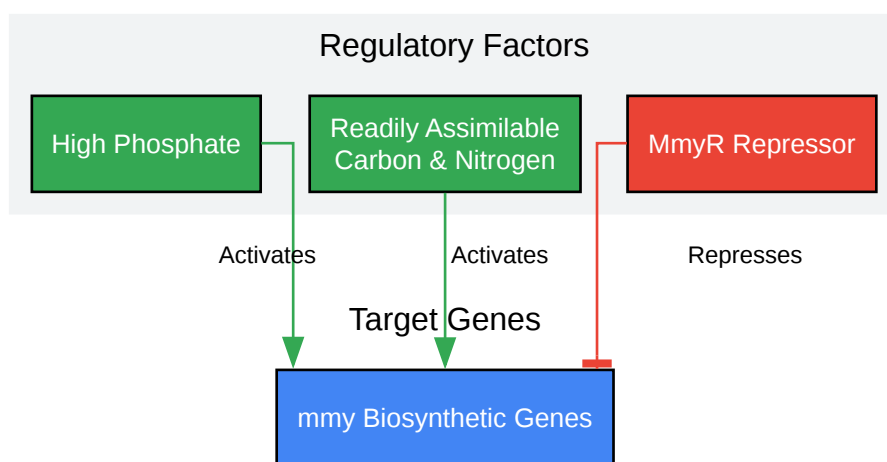 Regulatory Factors
High Phosphate
Readily Assimilable
Carbon & Nitrogen
MmyR Repressor
Activates
Activates
Represses
Target Genes
mmy Biosynthetic Genes